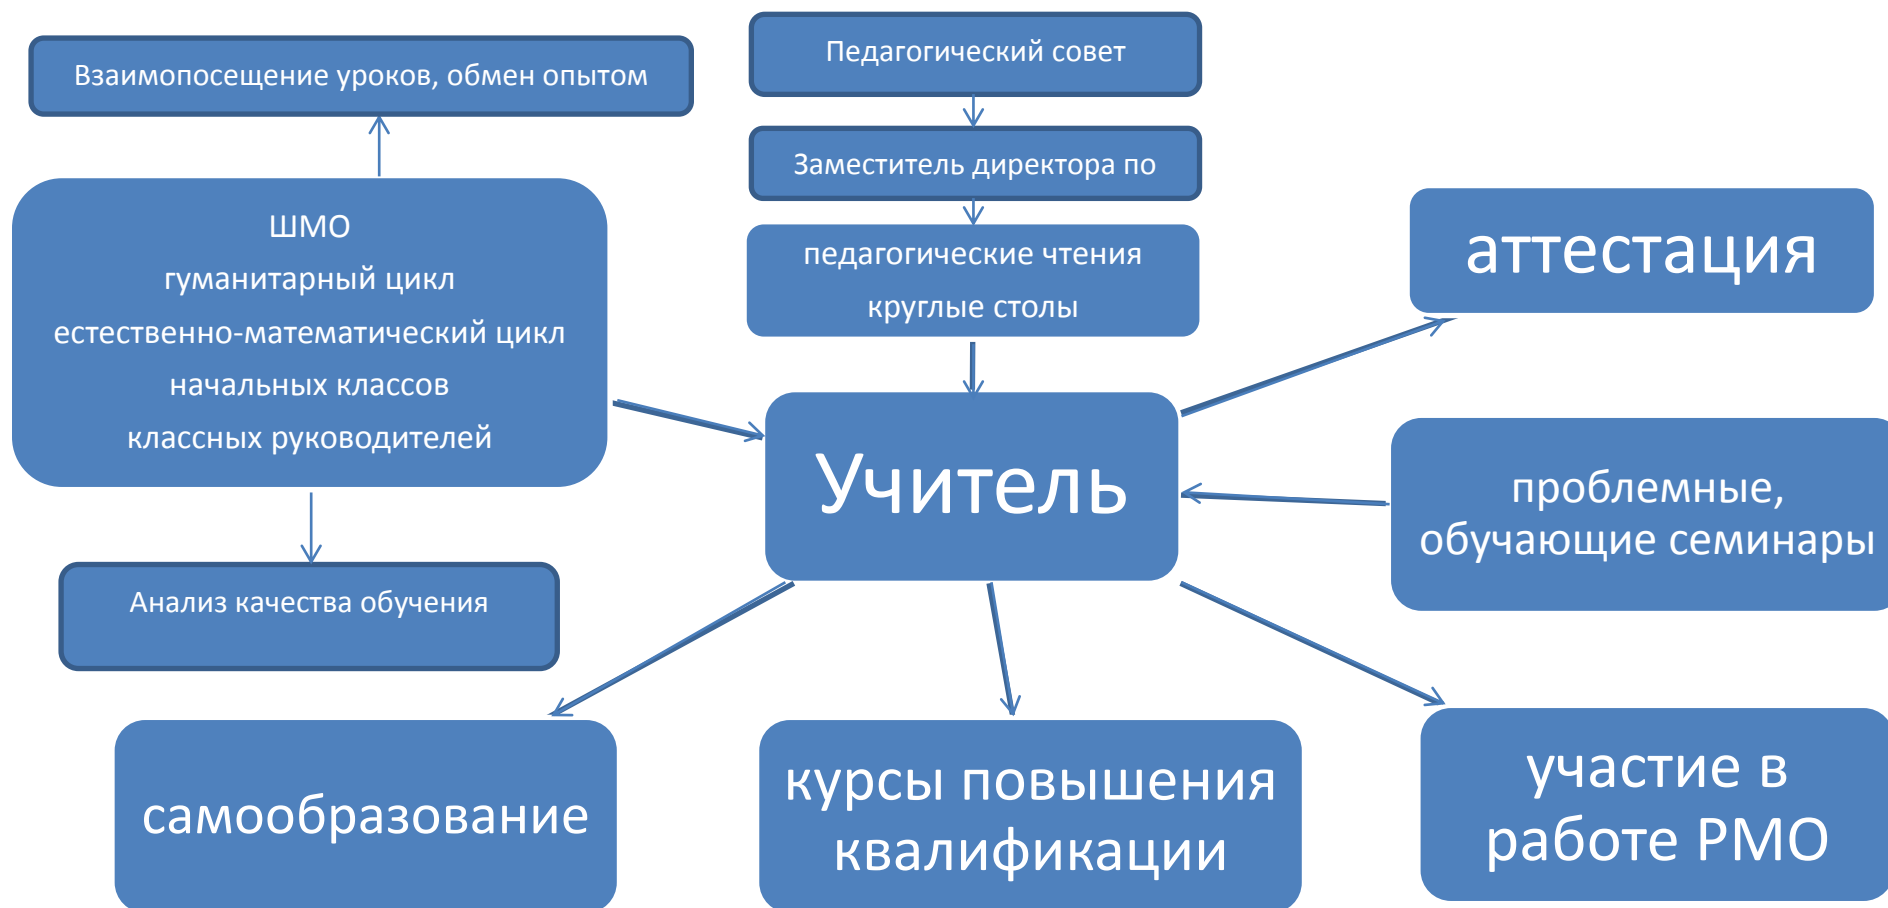 Педагогический совет
Взаимопосещение уроков, обмен опытом
Заместитель директора по
педагогические чтения
круглые столы
ШМО
гуманитарный цикл
естественно-математический цикл
начальных классов
классных руководителей
аттестация
Учитель
проблемные,
обучающие семинары
Анализ качества обучения
самообразование
курсы повышения
квалификации
участие в
работе РМО